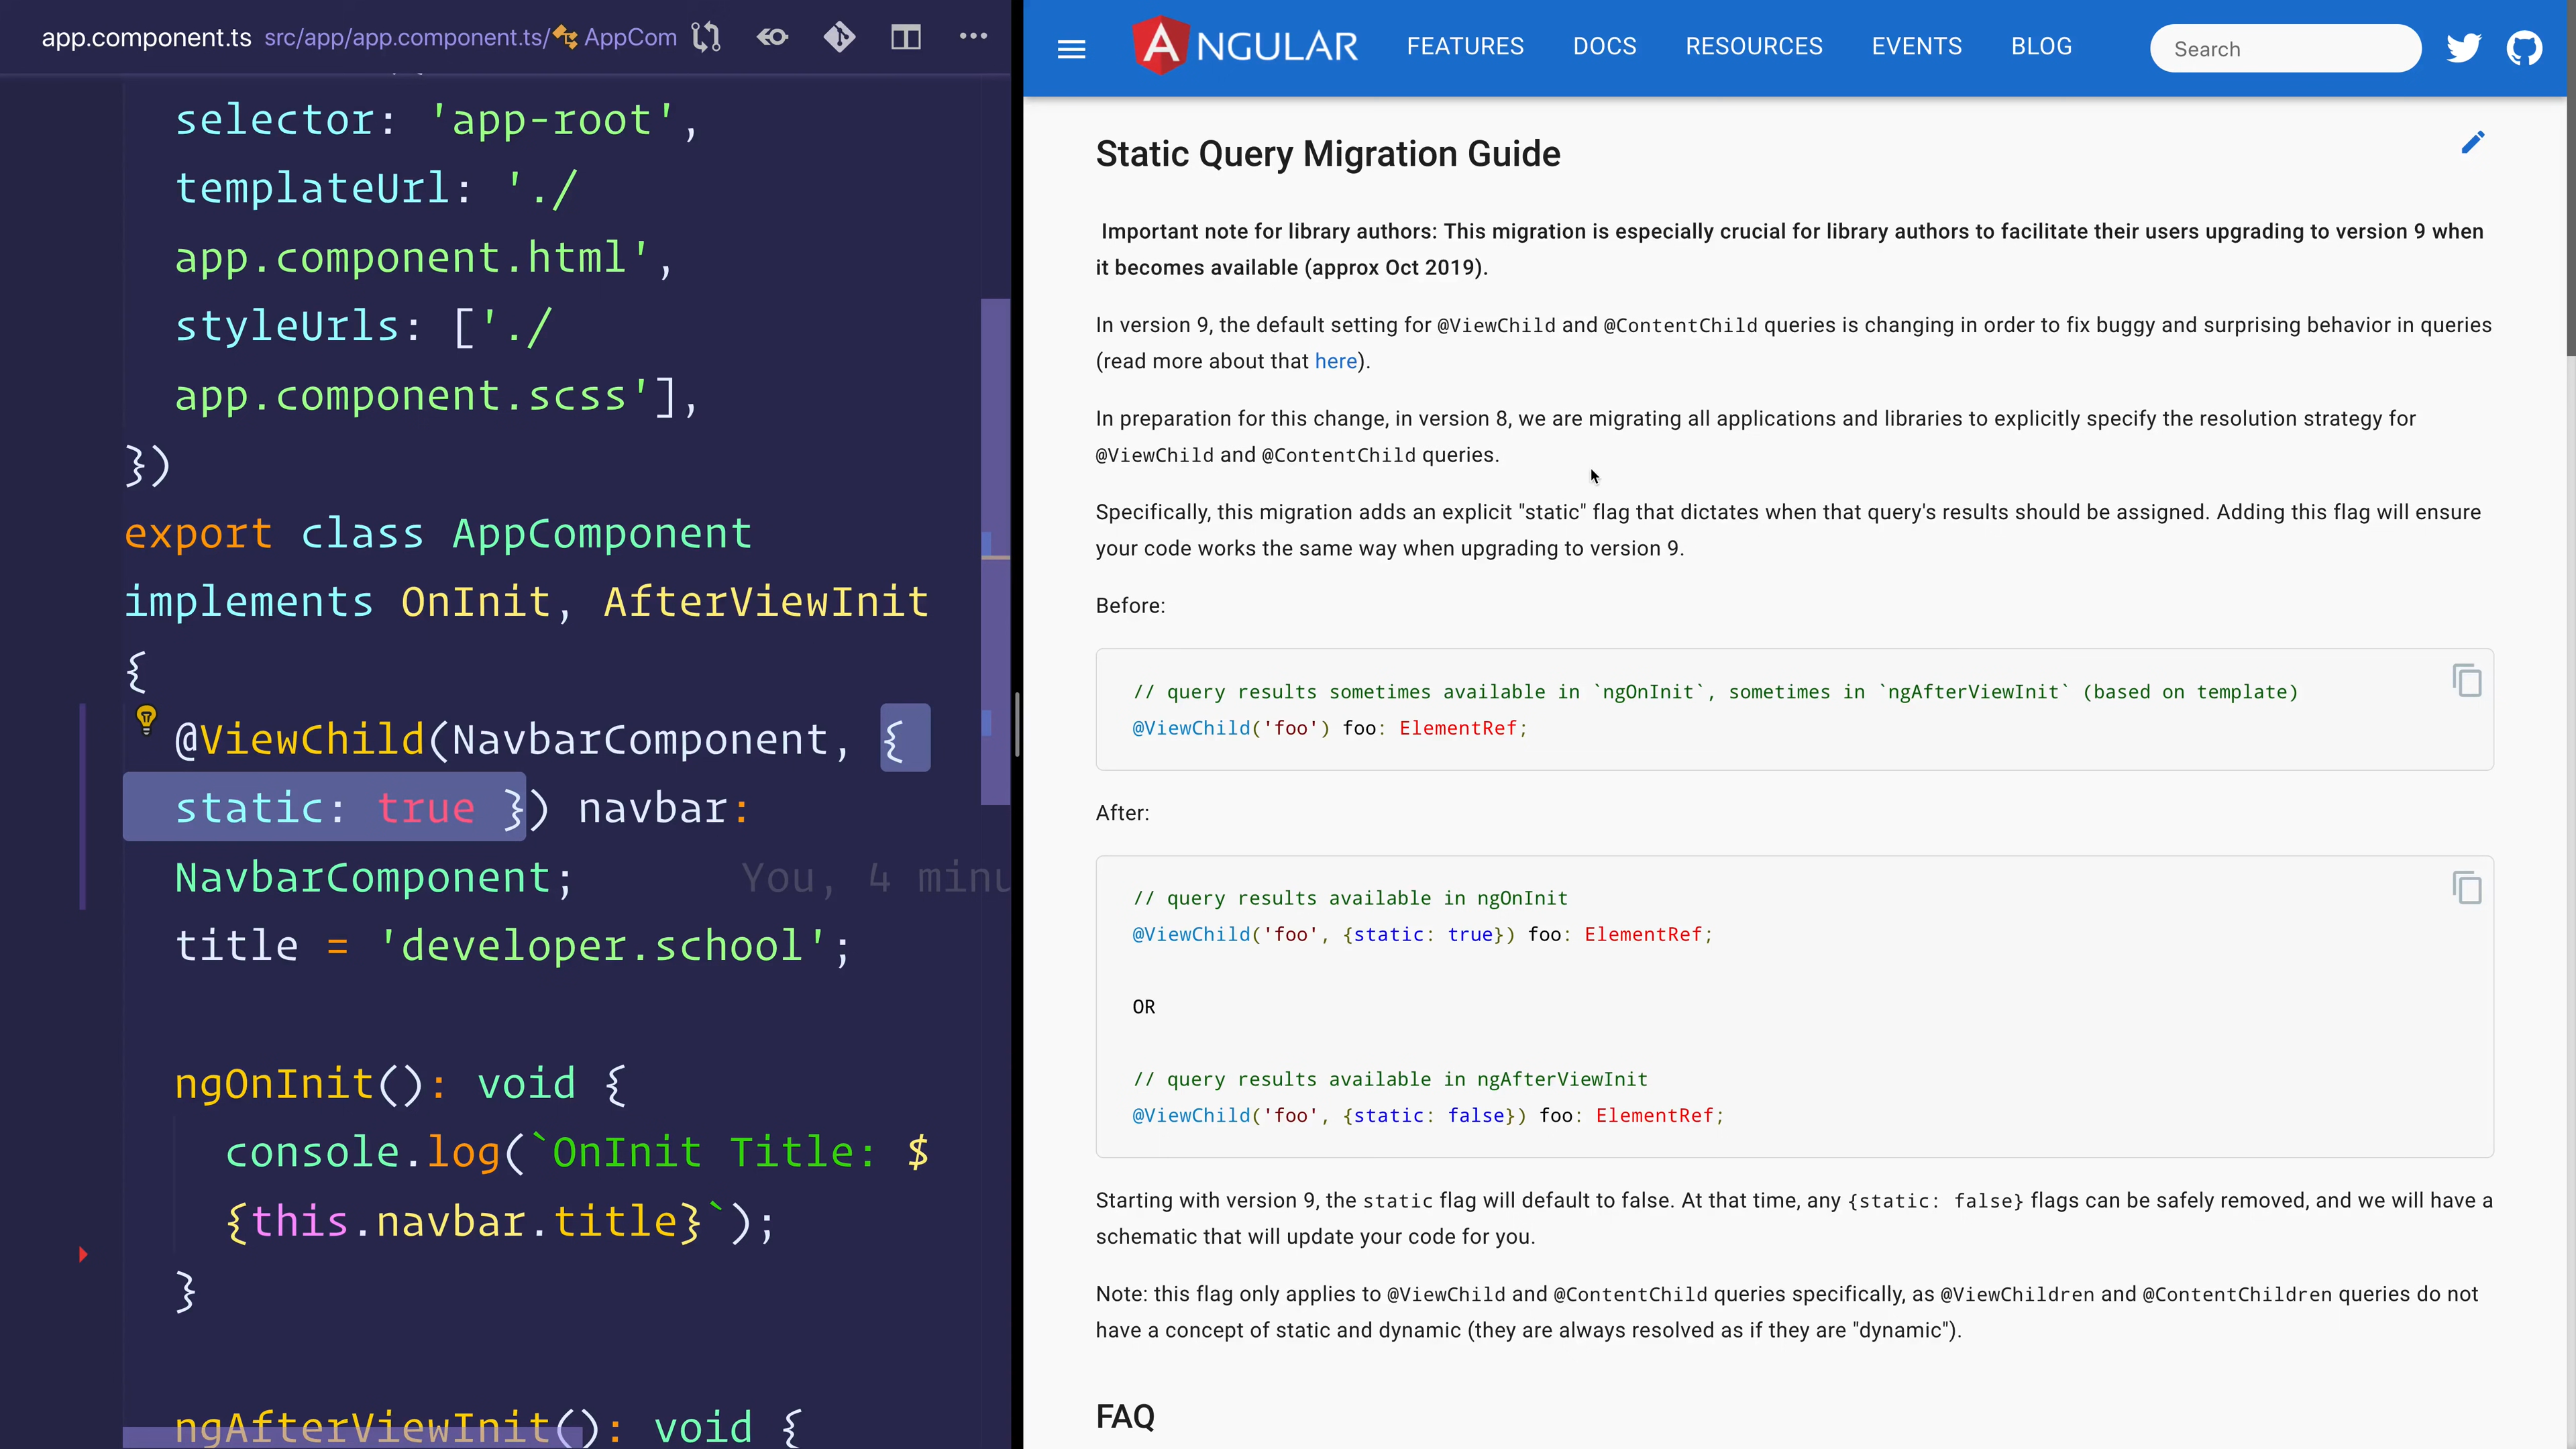 app.component.ts src/app/app.component.ts/ AppCom
selector: 'app-root',
templateUrl: './
app.component.html',
styleUrls: ['./
app.component.scss'],
})
export class AppComponent
implements OnInit, AfterViewInit
{
@ViewChild(NavbarComponent, {
static: true }) navbar:
NavbarComponent; You, 4 minu
title = 'developer.school';
ngOnInit(): void {
console.log(`OnInit Title: $
{this.navbar.title}`);
}
ngAfterViewInit(): void {
ANGULAR FEATURES DOCS RESOURCES EVENTS BLOG Search
Static Query Migration Guide
Important note for library authors: This migration is especially crucial for library authors to facilitate their users upgrading to version 9 when
it becomes available (approx Oct 2019).
In version 9, the default setting for @ViewChild and @ContentChild queries is changing in order to fix buggy and surprising behavior in queries
(read more about that here).
In preparation for this change, in version 8, we are migrating all applications and libraries to explicitly specify the resolution strategy for
@ViewChild and @ContentChild queries.
Specifically, this migration adds an explicit "static" flag that dictates when that query's results should be assigned. Adding this flag will ensure
your code works the same way when upgrading to version 9.
Before:
// query results sometimes available in `ngOnInit`, sometimes in `ngAfterViewInit` (based on template)
@ViewChild('foo') foo: ElementRef;
After:
// query results available in ngOnInit
@ViewChild('foo', {static: true}) foo: ElementRef;
OR
// query results available in ngAfterViewInit
@ViewChild('foo', {static: false}) foo: ElementRef;
Starting with version 9, the static flag will default to false. At that time, any {static: false} flags can be safely removed, and we will have a
schematic that will update your code for you.
Note: this flag only applies to @ViewChild and @ContentChild queries specifically, as @ViewChildren and @ContentChildren queries do not
have a concept of static and dynamic (they are always resolved as if they are "dynamic").
FAQ